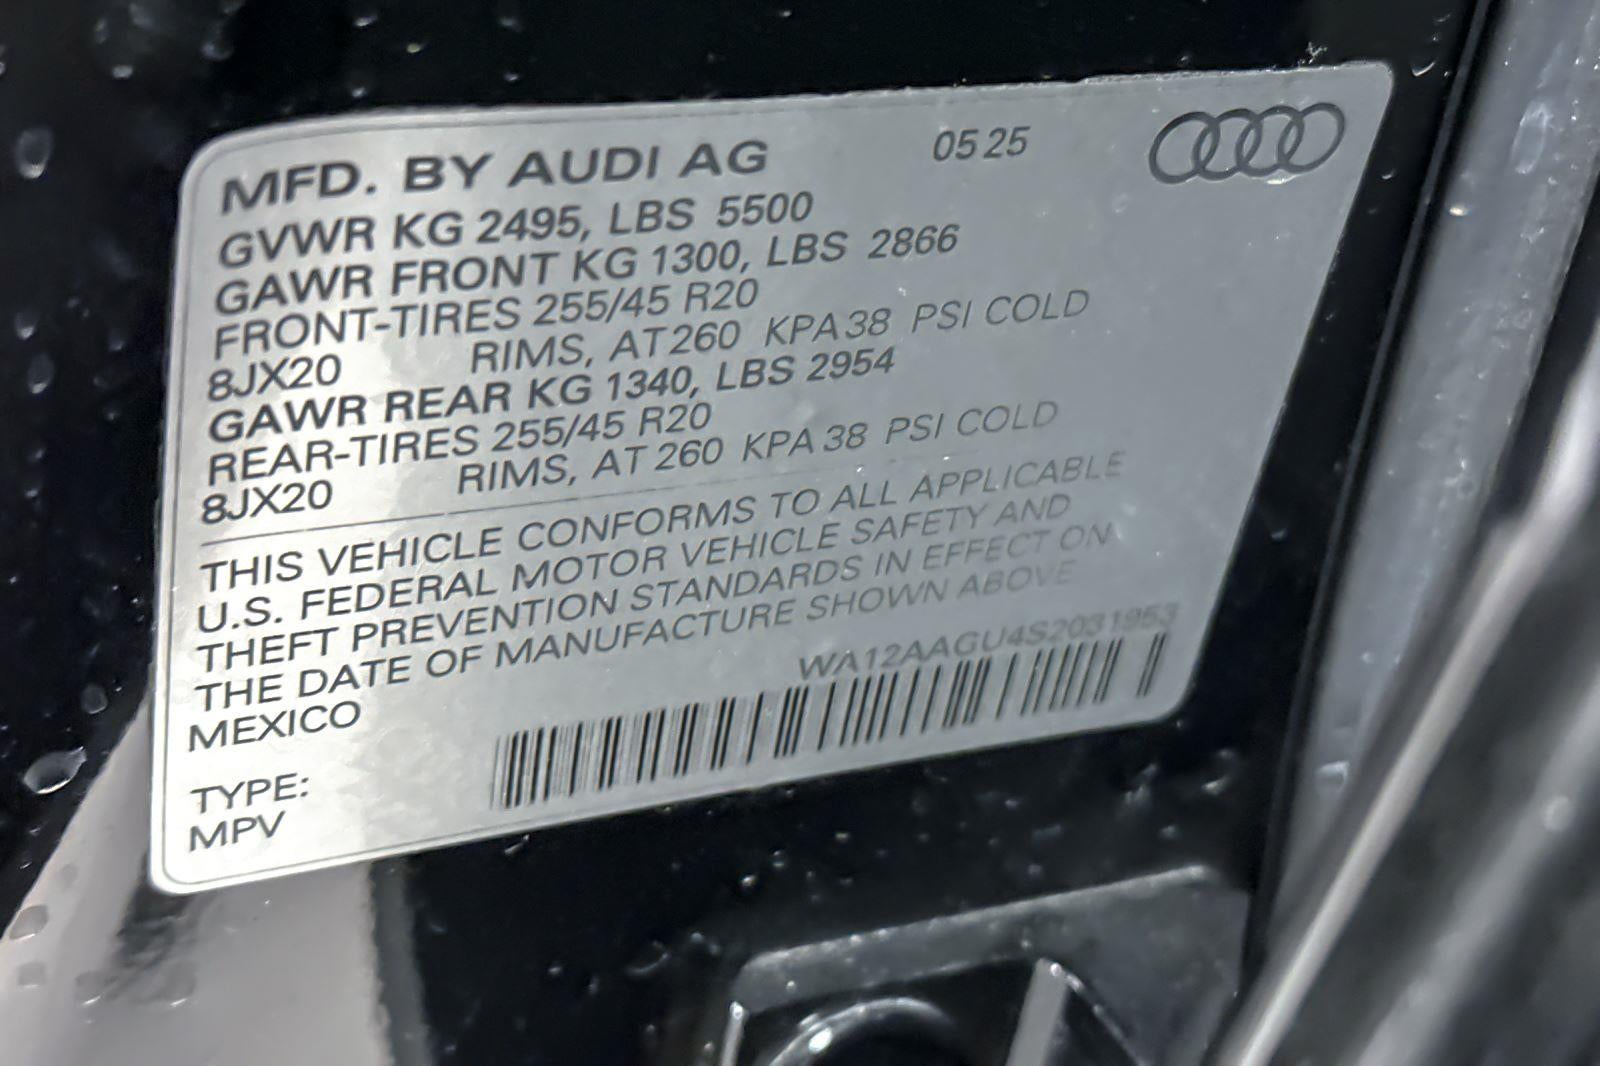 MFD. BY AUDI AG 05 25
GVWR KG 2495, LBS 5500
GAWR FRONT KG 1300, LBS 2866
FRONT-TIRES 255/45 R20
8JX20 RIMS, AT 260 KPA 38 PSI COLD
GAWR REAR KG 1340, LBS 2954
REAR-TIRES 255/45 R20
8JX20 RIMS, AT 260 KPA 38 PSI COLD
THIS VEHICLE CONFORMS TO ALL APPLICABLE
U.S. FEDERAL MOTOR VEHICLE SAFETY AND
THEFT PREVENTION STANDARDS IN EFFECT ON
THE DATE OF MANUFACTURE SHOWN ABOVE
MEXICO
WA12AAGU4S2031953
TYPE:
MPV